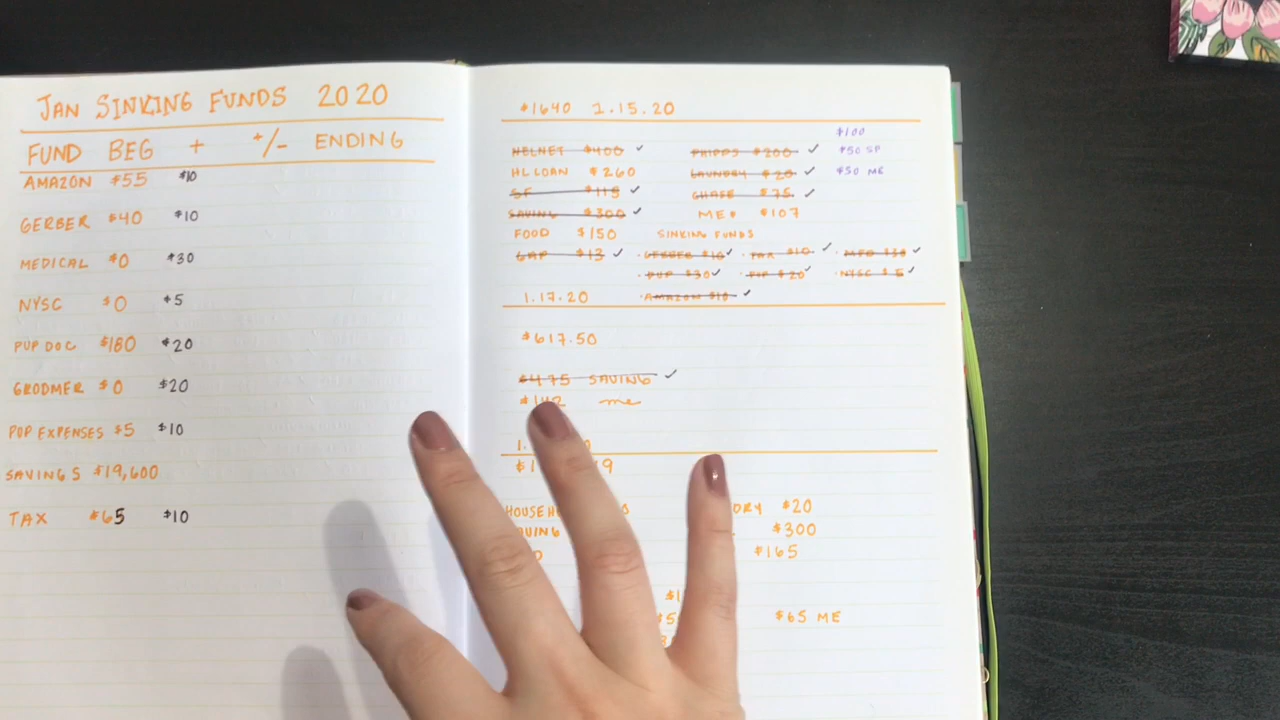 JAN SINKING FUNDS 2020
FUND BEG + +/- ENDING
AMAZON $55 $10
GERBER $40 $10
MEDICAL $0 $30
NYSC $0 $5
PUP DOC $180 $20
GROOMER $0 $20
PUP EXPENSES $5 $10
SAVINGS $19,600
TAX $65 $10
$1640 1.15.20
$100
NELNET $400 ✓ PHIPPS $200 ✓ $50 SP
HL LOAN $260 LAUNDRY $20 ✓ $50 ME
SF $115 ✓ CHASE $75 ✓
SAVING $300 ✓ ME $107
FOOD $150 SINKING FUNDS
GAP $13 ✓ · GERBER $10 ✓ · TAX $10 ✓ · MED $30 ✓
· PUP $30 ✓ $20 ✓ · NYSC $5 ✓
1.17.20 · AMAZON $10 ✓
$617.50
$475 SAVING ✓
$142 me
1.
$20
$300
$165
$65 ME